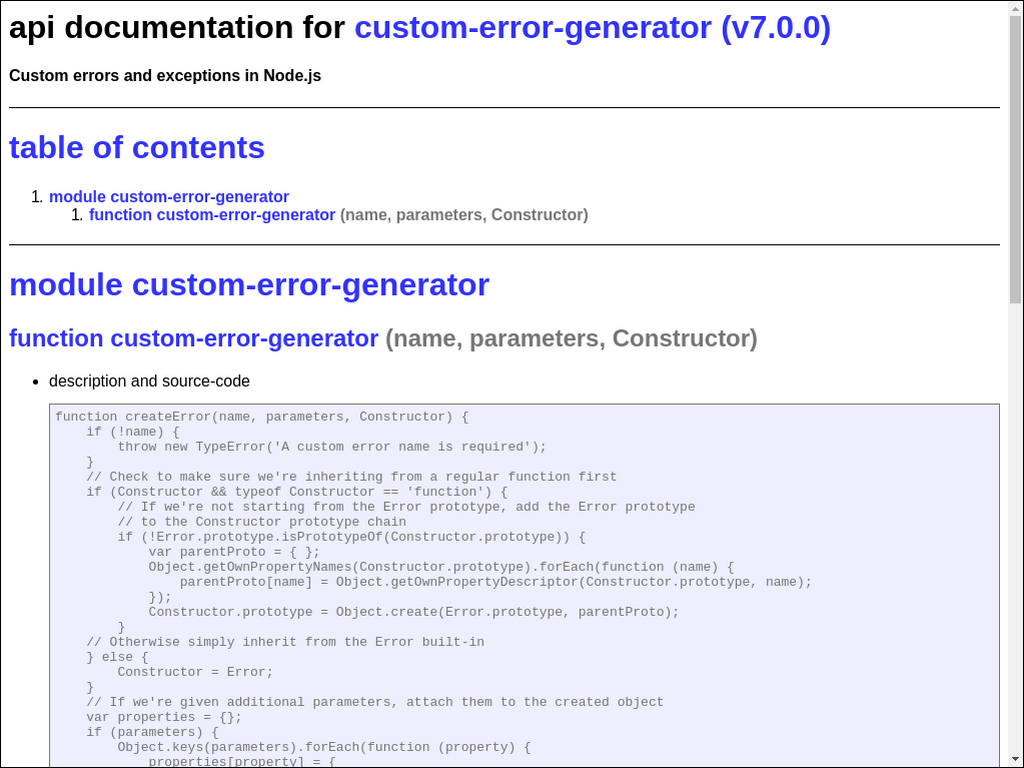 api documentation for custom-error-generator (v7.0.0)
Custom errors and exceptions in Node.js
table of contents
1. module custom-error-generator
1. function custom-error-generator (name, parameters, Constructor)
module custom-error-generator
function custom-error-generator (name, parameters, Constructor)
• description and source-code
function createError(name, parameters, Constructor) {
    if (!name) {
        throw new TypeError('A custom error name is required');
    }
    // Check to make sure we're inheriting from a regular function first
    if (Constructor && typeof Constructor == 'function') {
        // If we're not starting from the Error prototype, add the Error prototype
        // to the Constructor prototype chain
        if (!Error.prototype.isPrototypeOf(Constructor.prototype)) {
            var parentProto = { };
            Object.getOwnPropertyNames(Constructor.prototype).forEach(function (name) {
                parentProto[name] = Object.getOwnPropertyDescriptor(Constructor.prototype, name);
            });
            Constructor.prototype = Object.create(Error.prototype, parentProto);
        }
    // Otherwise simply inherit from the Error built-in
    } else {
        Constructor = Error;
    }
    // If we're given additional parameters, attach them to the created object
    var properties = {};
    if (parameters) {
        Object.keys(parameters).forEach(function (property) {
            properties[property] = {